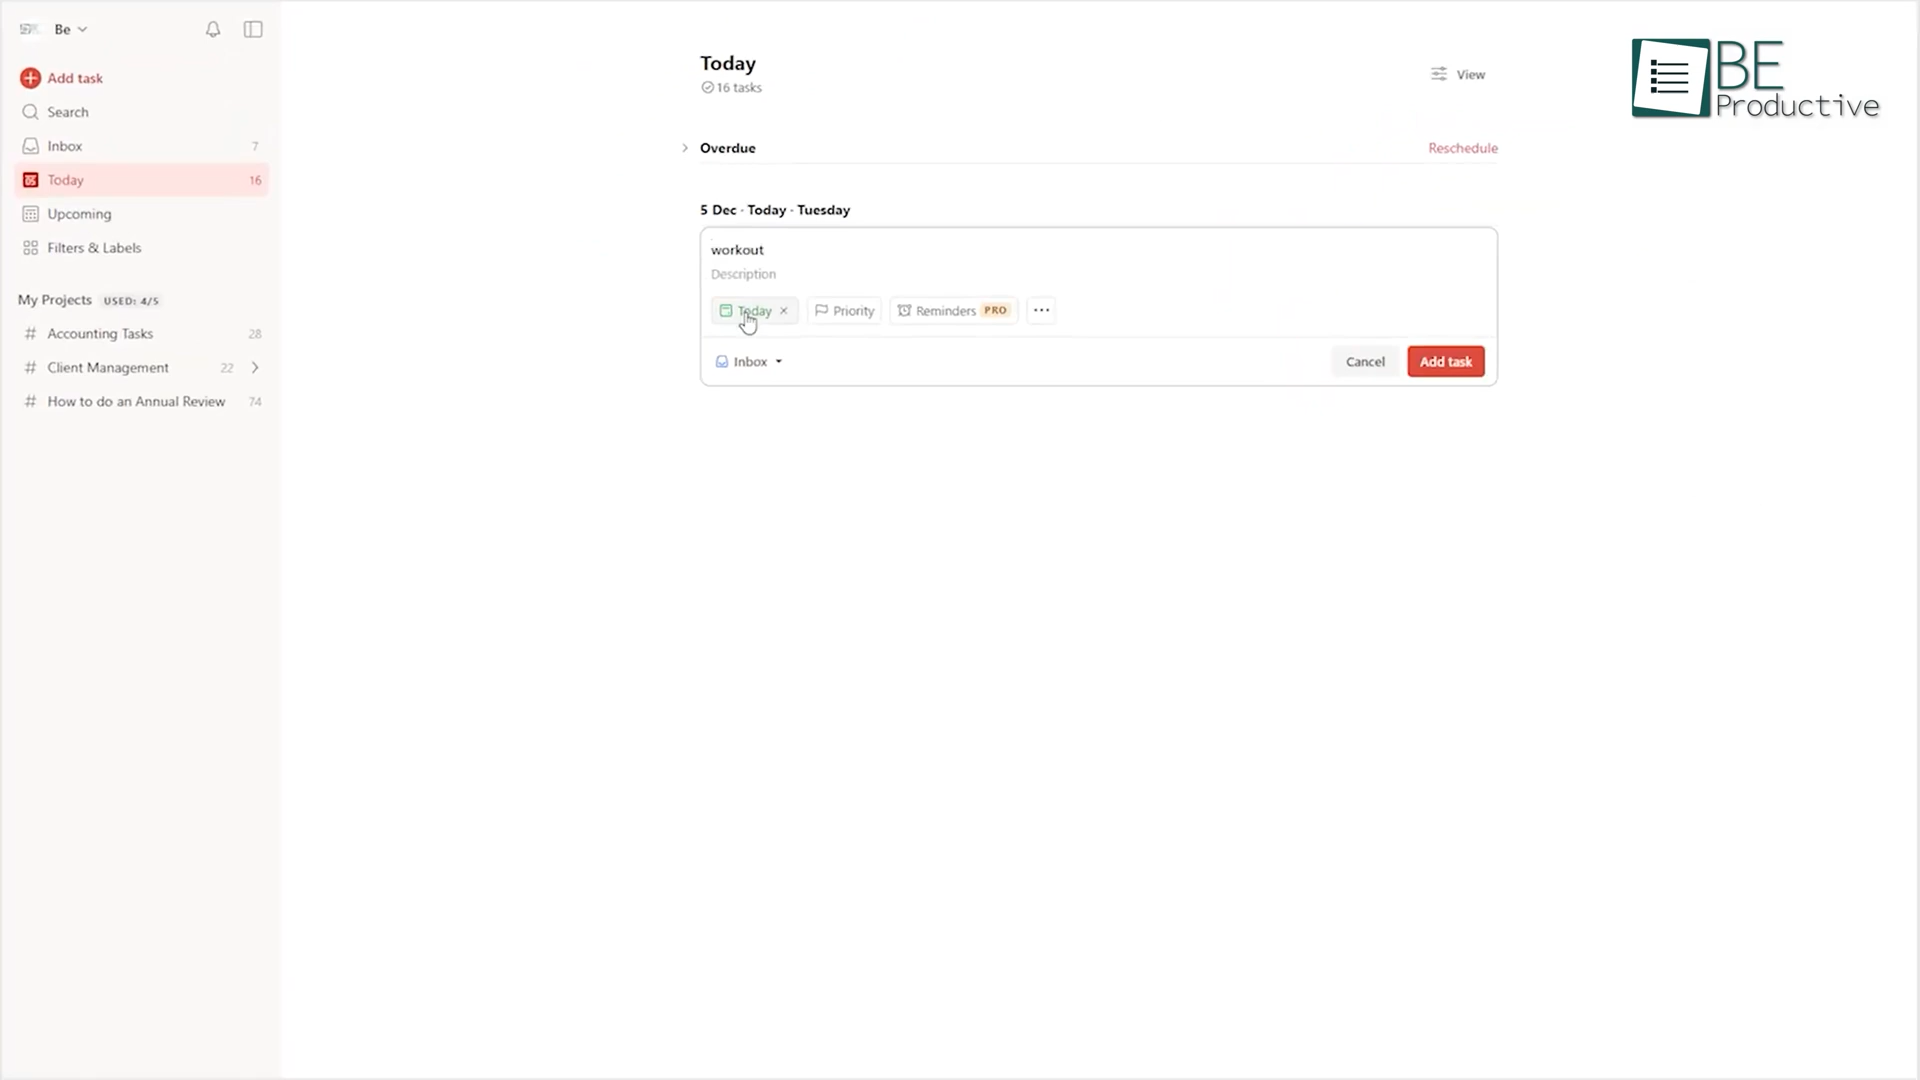 Be
Add task
Search
Inbox 7
Today 16
Upcoming
Filters & Labels
My Projects USED: 4/5
# Accounting Tasks 28
# Client Management 22
# How to do an Annual Review 74
Today
16 tasks
View
Overdue Reschedule
5 Dec · Today · Tuesday
workout
Description
Today × Priority Reminders PRO ...
Inbox Cancel Add task
BE
Productive